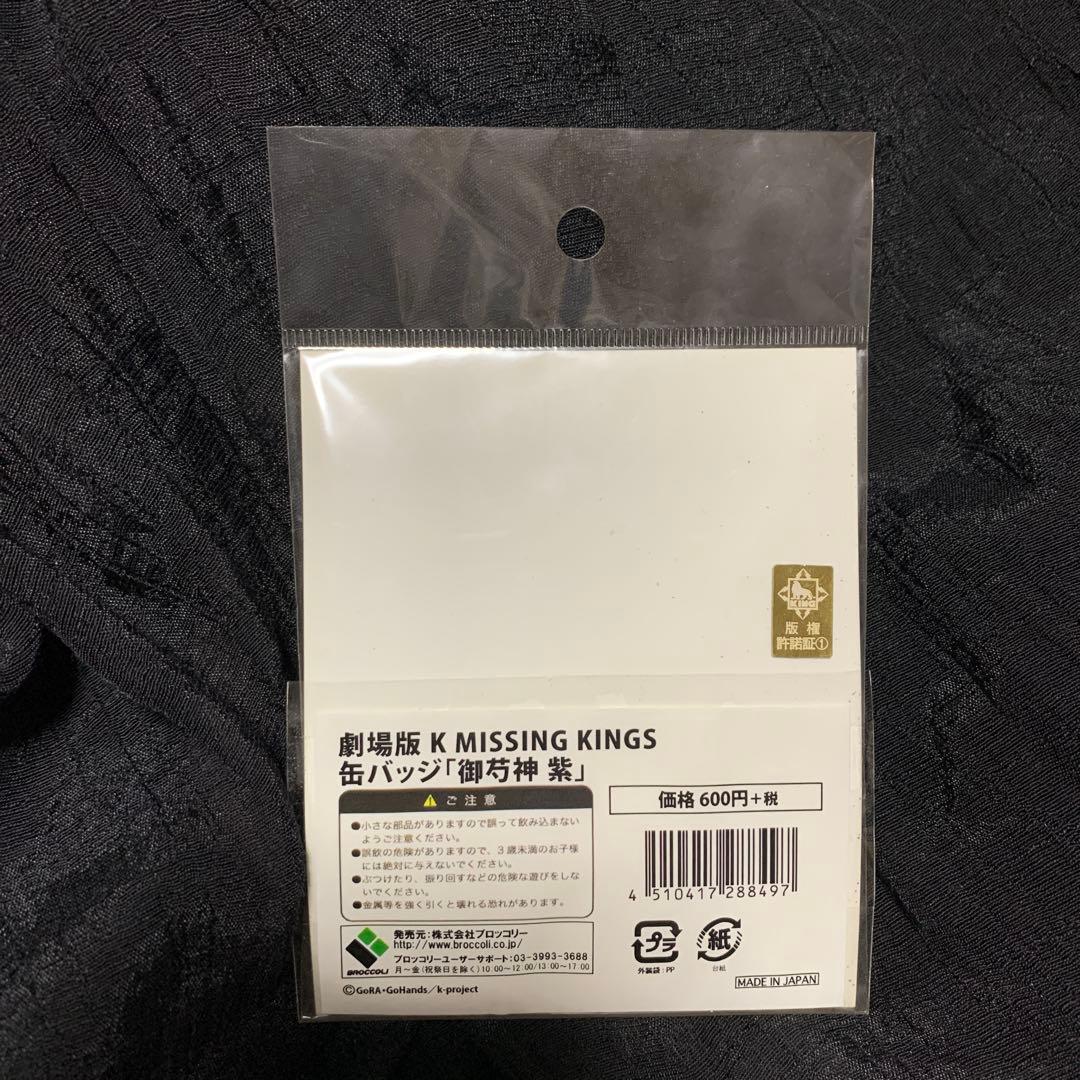 KING
版権
許諾証①
劇場版 K MISSING KINGS
缶バッジ「御芍神 紫」
ご注意
●小さな部品がありますので誤って飲み込まない
ようご注意ください。
●誤飲の危険がありますので、3歳未満のお子様
には絶対に与えないでください。
●ぶつけたり、振り回すなどの危険な遊びをしな
いでください。
●金属等を強く引くと壊れる恐れがあります。
価格 600円+税
4 510417 288497
BROCCOLI
発売元:株式会社ブロッコリー
http://www.broccoli.co.jp/
ブロッコリーユーザーサポート:03-3993-3688
月〜金(祝祭日を除く)10:00〜12:00/13:00〜17:00
プラ
外装袋:PP
紙
台紙
MADE IN JAPAN
©GoRA・GoHands/k-project